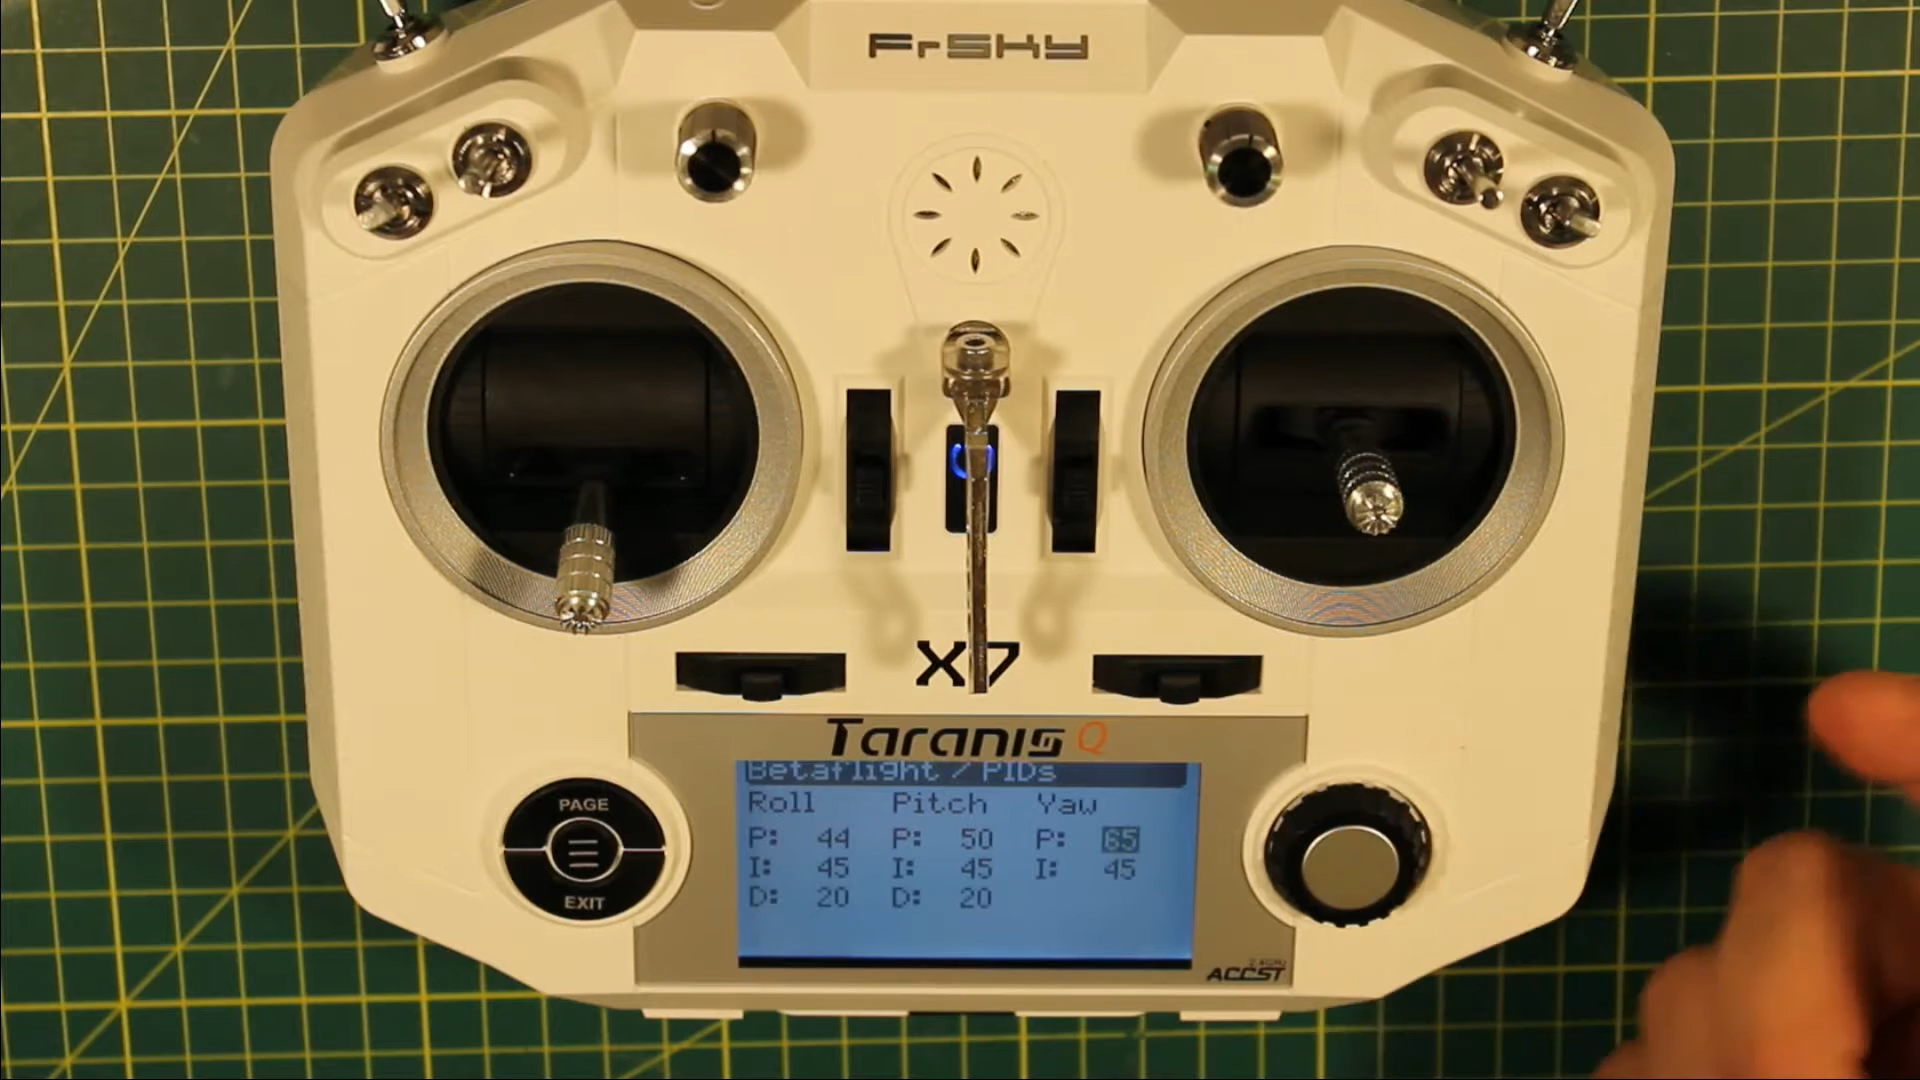 FrSKY
X7
Taranis Q
Betaflight / PIDs
Roll Pitch Yaw
P: 44 P: 50 P: 65
I: 45 I: 45 I: 45
D: 20 D: 20
PAGE
EXIT
ACCST